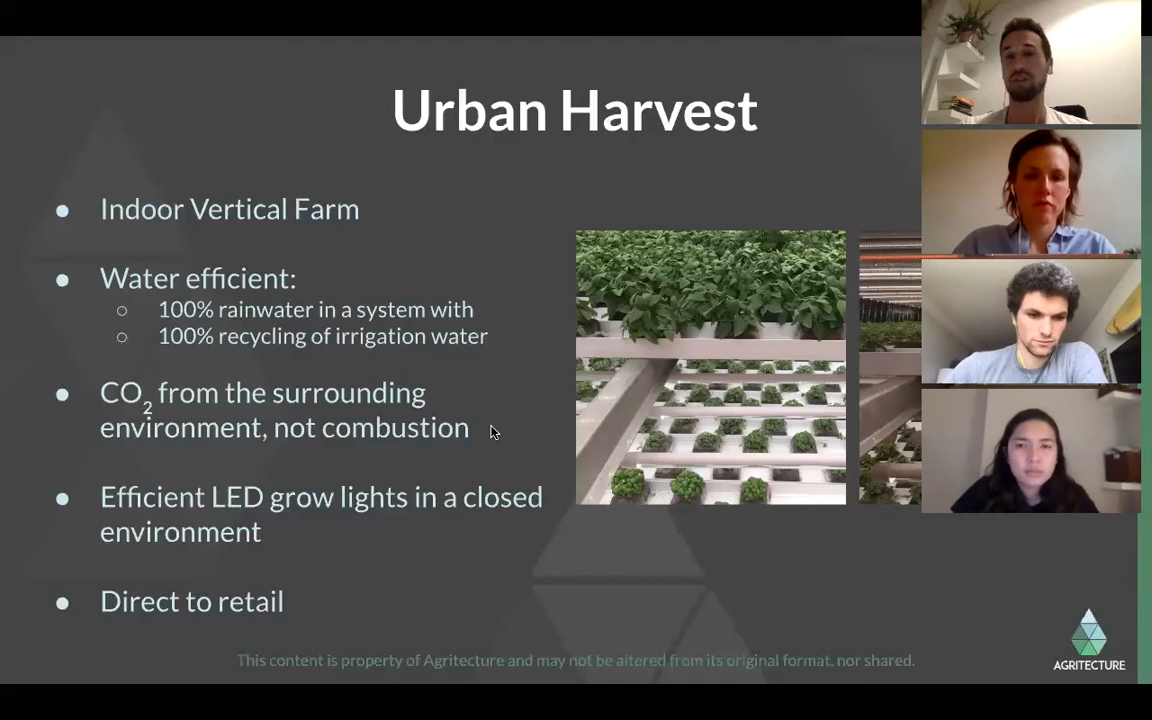 Urban Harvest
● Indoor Vertical Farm
● Water efficient:
○ 100% rainwater in a system with
○ 100% recycling of irrigation water
● CO₂ from the surrounding
environment, not combustion
● Efficient LED grow lights in a closed
environment
● Direct to retail
This content is property of Agritecture and may not be altered from its original format, nor shared.
AGRITECTURE